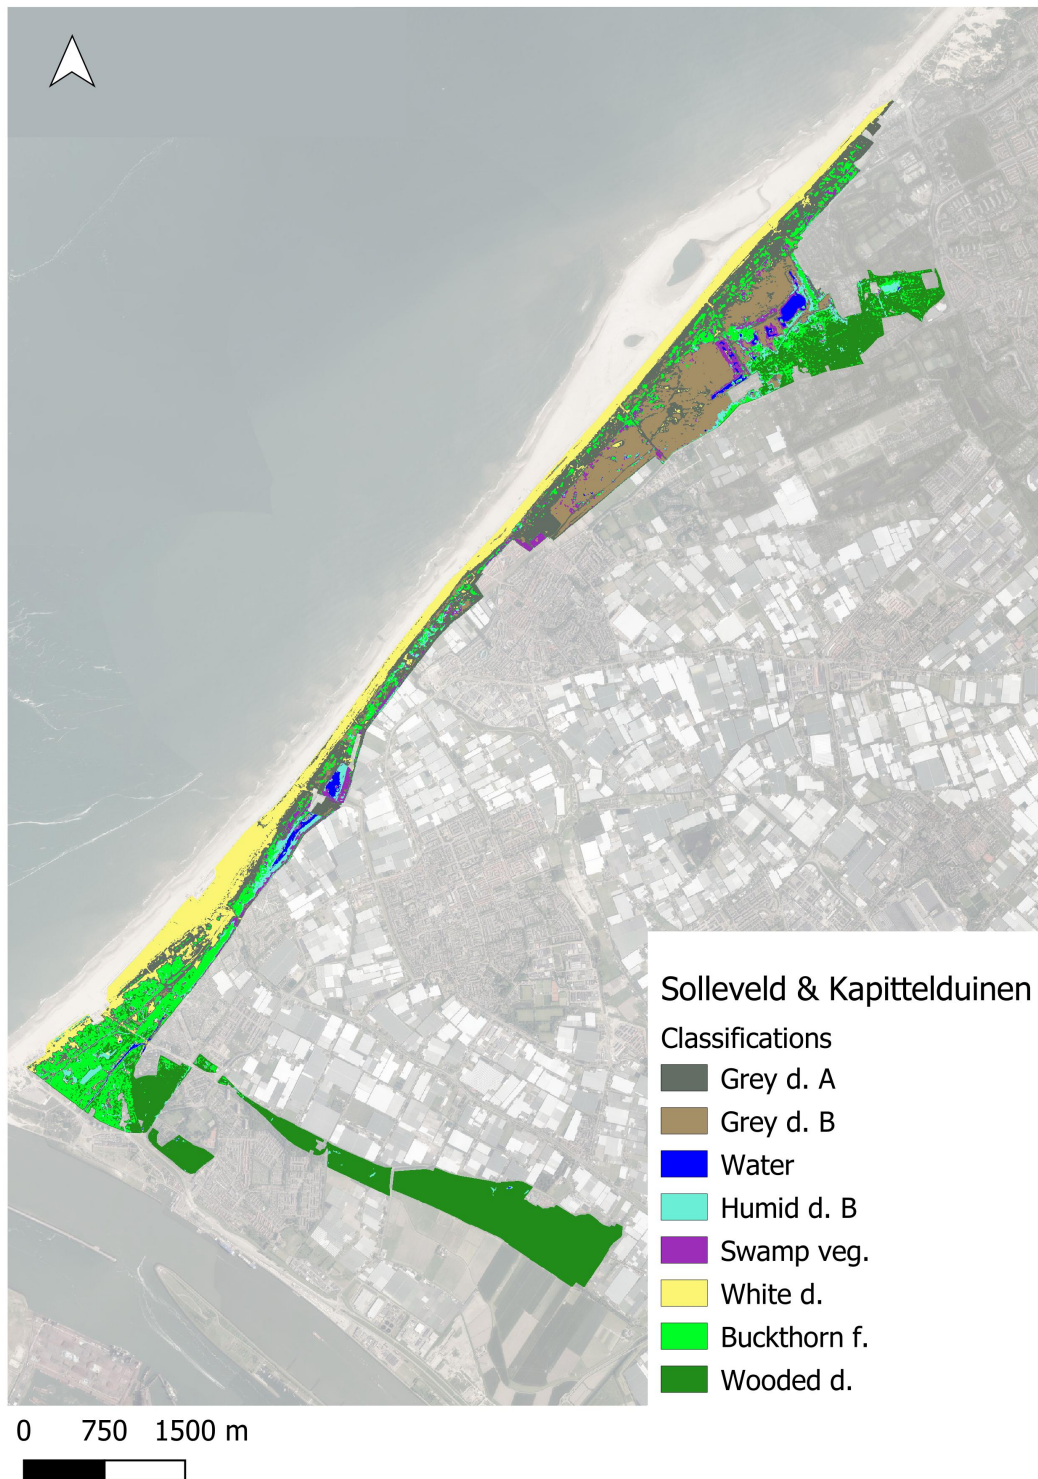 Solleveld & Kapittelduinen
Classifications
Grey d. A
Grey d. B
Water
Humid d. B
Swamp veg.
White d.
Buckthorn f.
Wooded d.
0 750 1500 m